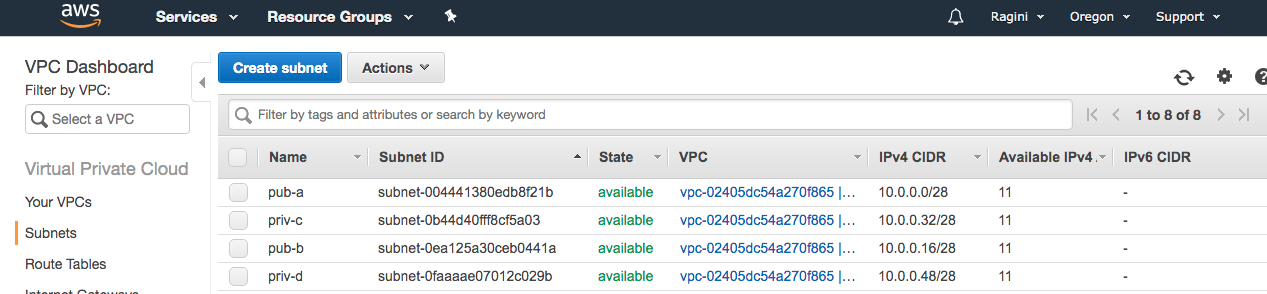 aws
Services Resource Groups Ragini Oregon Support
VPC Dashboard
Filter by VPC:
Select a VPC
Virtual Private Cloud
Your VPCs
Subnets
Route Tables
Internet Gateways
Create subnet Actions
Filter by tags and attributes or search by keyword 1 to 8 of 8
Name Subnet ID State VPC IPv4 CIDR Available IPv4 . IPv6 CIDR
pub-a subnet-004441380edb8f21b available vpc-02405dc54a270f865 |... 10.0.0.0/28 11 -
priv-c subnet-0b44d40fff8cf5a03 available vpc-02405dc54a270f865 |... 10.0.0.32/28 11 -
pub-b subnet-0ea125a30ceb0441a available vpc-02405dc54a270f865 |... 10.0.0.16/28 11 -
priv-d subnet-0faaaae07012c029b available vpc-02405dc54a270f865 |... 10.0.0.48/28 11 -